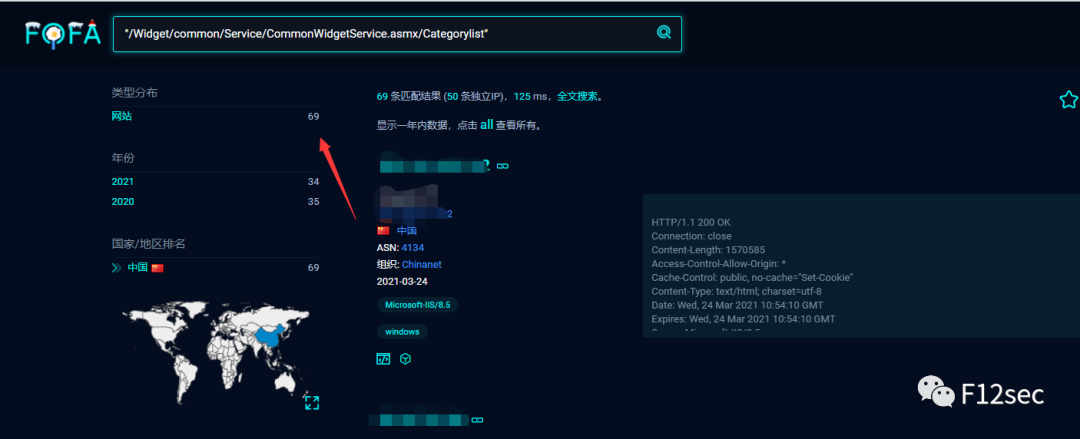 FOFA
"/Widget/common/Service/CommonWidgetService.asmx/Categorylist"
类型分布
网站 69
年份
2021 34
2020 35
国家/地区排名
中国 69
69 条匹配结果 (50 条独立IP)，125 ms，全文搜索。
显示一年内数据，点击 all 查看所有。
2
中国
ASN: 4134
组织: Chinanet
2021-03-24
Microsoft-IIS/8.5
windows
HTTP/1.1 200 OK
Connection: close
Content-Length: 1570585
Access-Control-Allow-Origin: *
Cache-Control: public, no-cache="Set-Cookie"
Content-Type: text/html; charset=utf-8
Date: Wed, 24 Mar 2021 10:54:10 GMT
Expires: Wed, 24 Mar 2021 10:54:10 GMT
F12sec